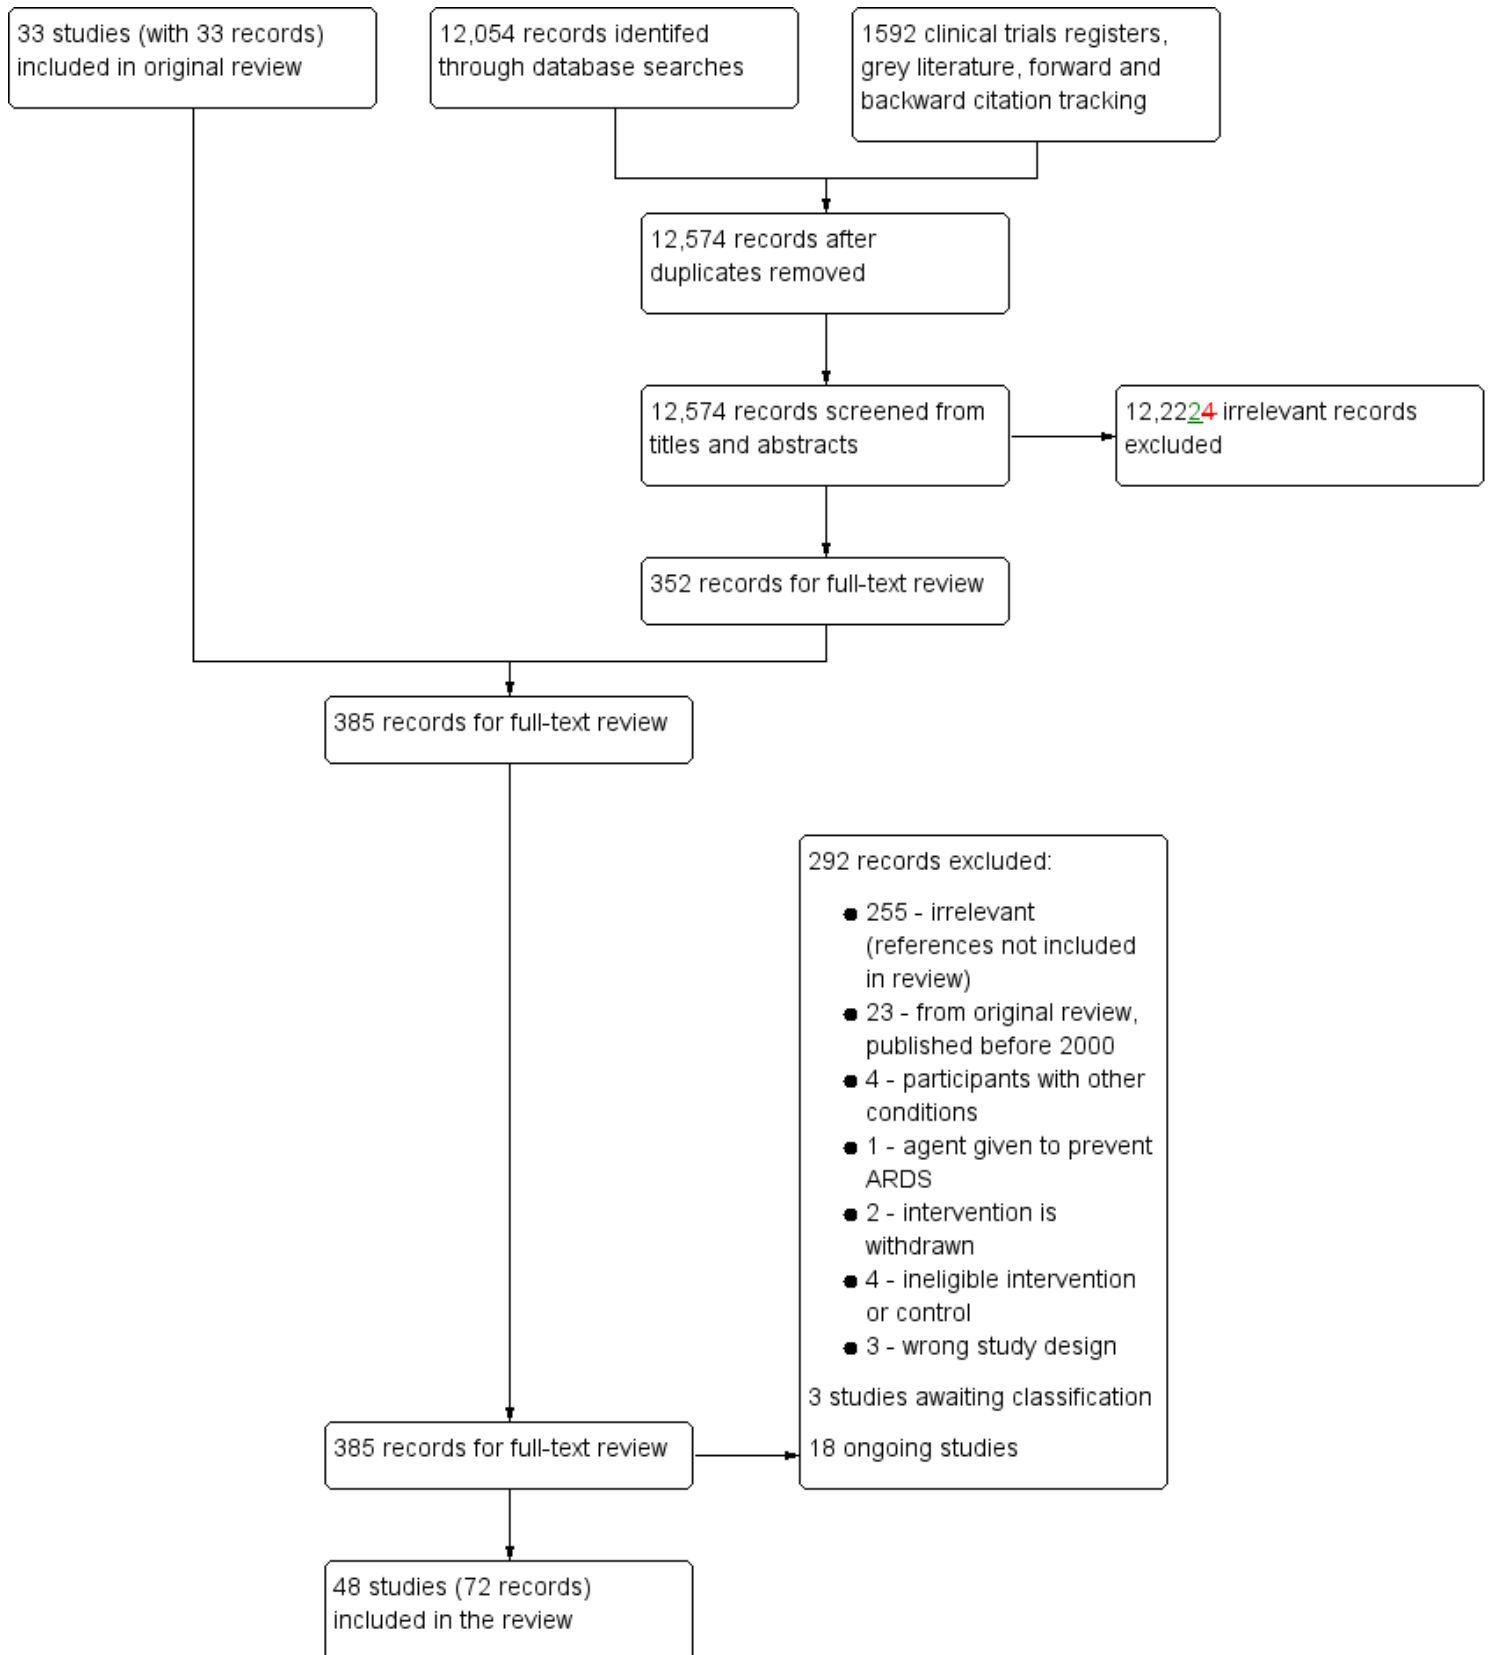 33 studies (with 33 records)
included in original review
12,054 records identifed
through database searches
1592 clinical trials registers,
grey literature, forward and
backward citation tracking
12,574 records after
duplicates removed
12,574 records screened from
titles and abstracts
12,2224 irrelevant records
excluded
352 records for full-text review
385 records for full-text review
292 records excluded:
● 255 - irrelevant
(references not included
in review)
● 23 - from original review,
published before 2000
● 4 - participants with other
conditions
● 1 - agent given to prevent
ARDS
● 2 - intervention is
withdrawn
● 4 - ineligible intervention
or control
● 3 - wrong study design
3 studies awaiting classification
18 ongoing studies
385 records for full-text review
48 studies (72 records)
included in the review